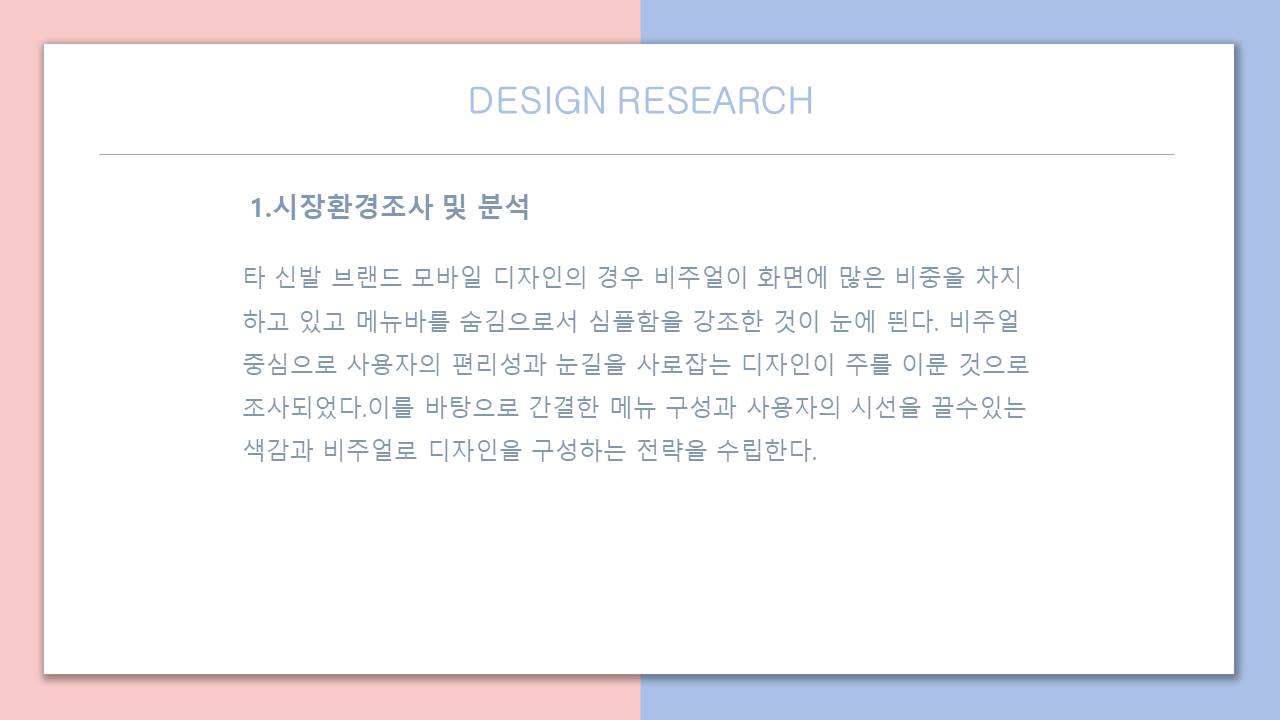 DESIGN RESEARCH
1.시장환경조사 및 분석
타 신발 브랜드 모바일 디자인의 경우 비주얼이 화면에 많은 비중을 차지
하고 있고 메뉴바를 숨김으로서 심플함을 강조한 것이 눈에 띈다. 비주얼
중심으로 사용자의 편리성과 눈길을 사로잡는 디자인이 주를 이룬 것으로
조사되었다.이를 바탕으로 간결한 메뉴 구성과 사용자의 시선을 끌수있는
색감과 비주얼로 디자인을 구성하는 전략을 수립한다.